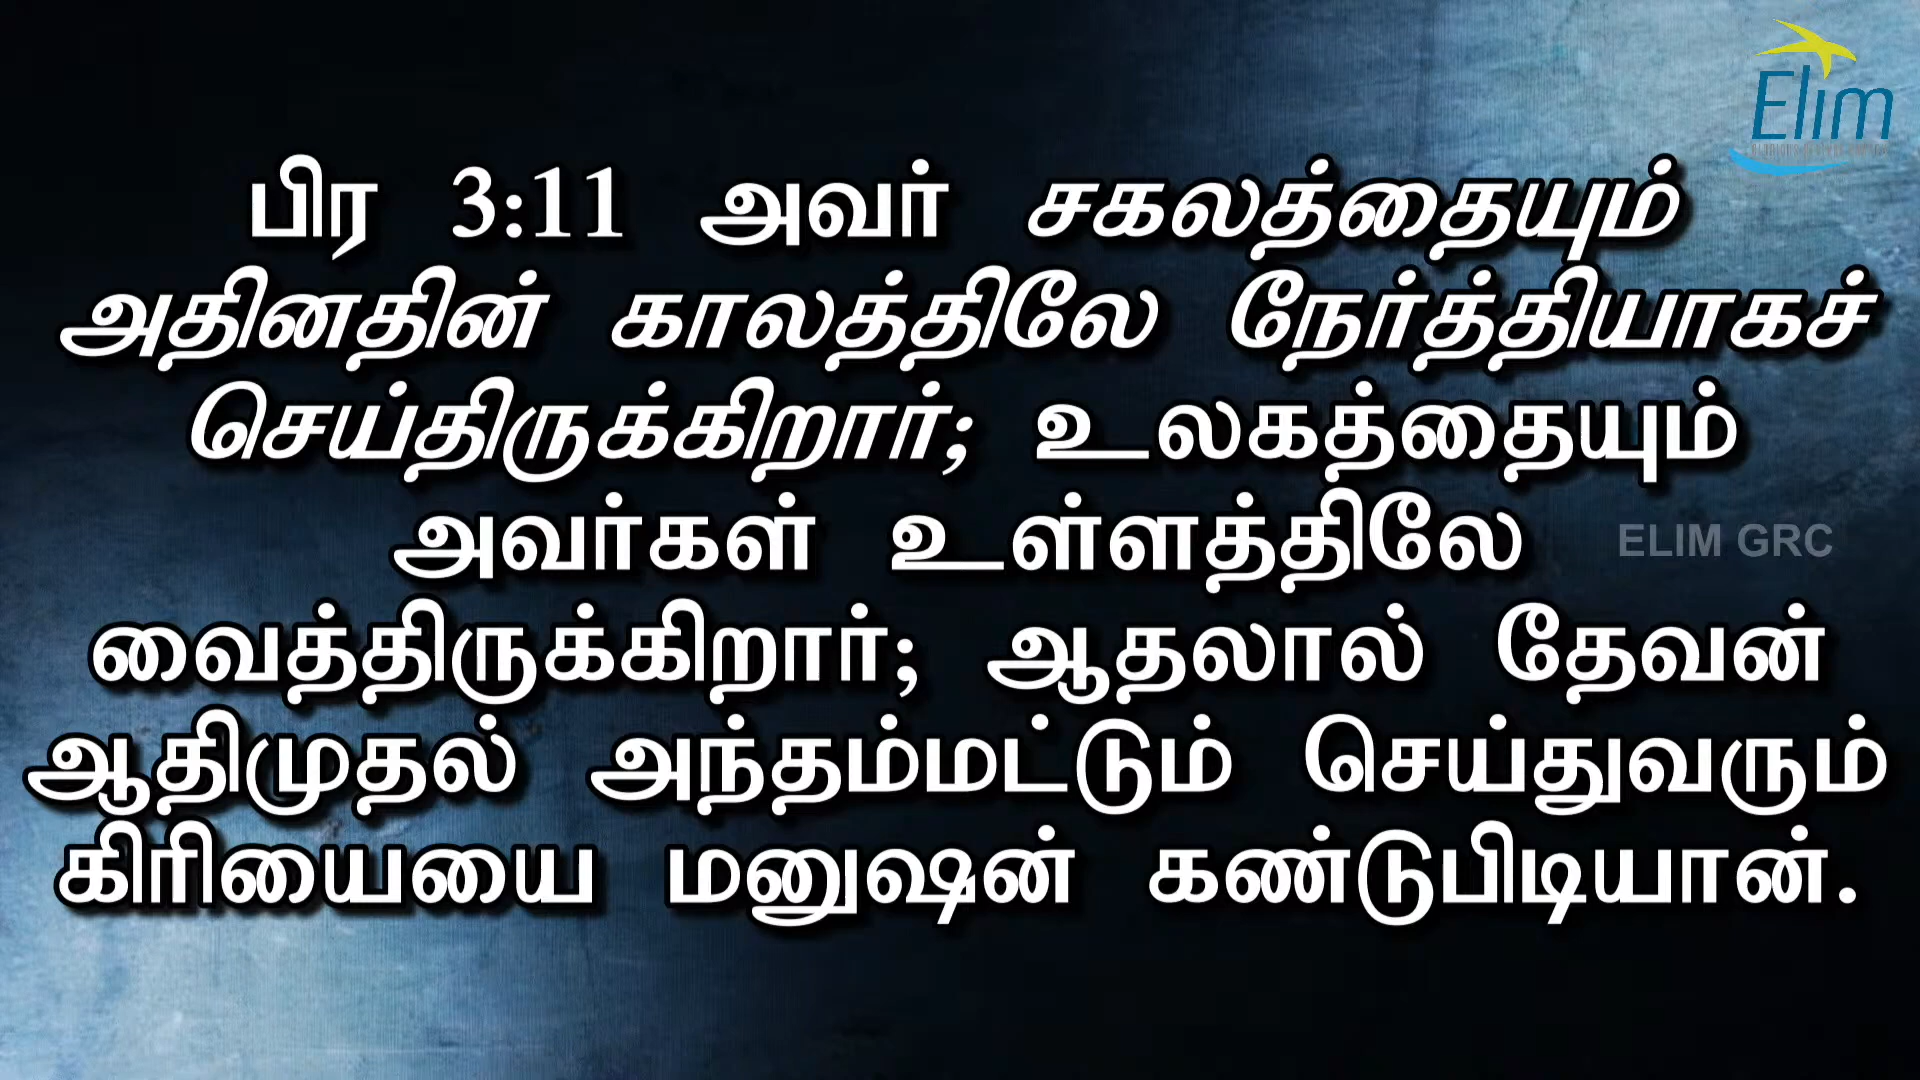 Elim
பிர 3:11 அவர் சகலத்தையும்
அதினதின் காலத்திலே நேர்த்தியாகச்
செய்திருக்கிறார்; உலகத்தையும்
அவர்கள் உள்ளத்திலே
ELIM GRC
வைத்திருக்கிறார்; ஆதலால் தேவன்
ஆதிமுதல் அந்தம்மட்டும் செய்துவரும்
கிரியையை மனுஷன் கண்டுபிடியான்.